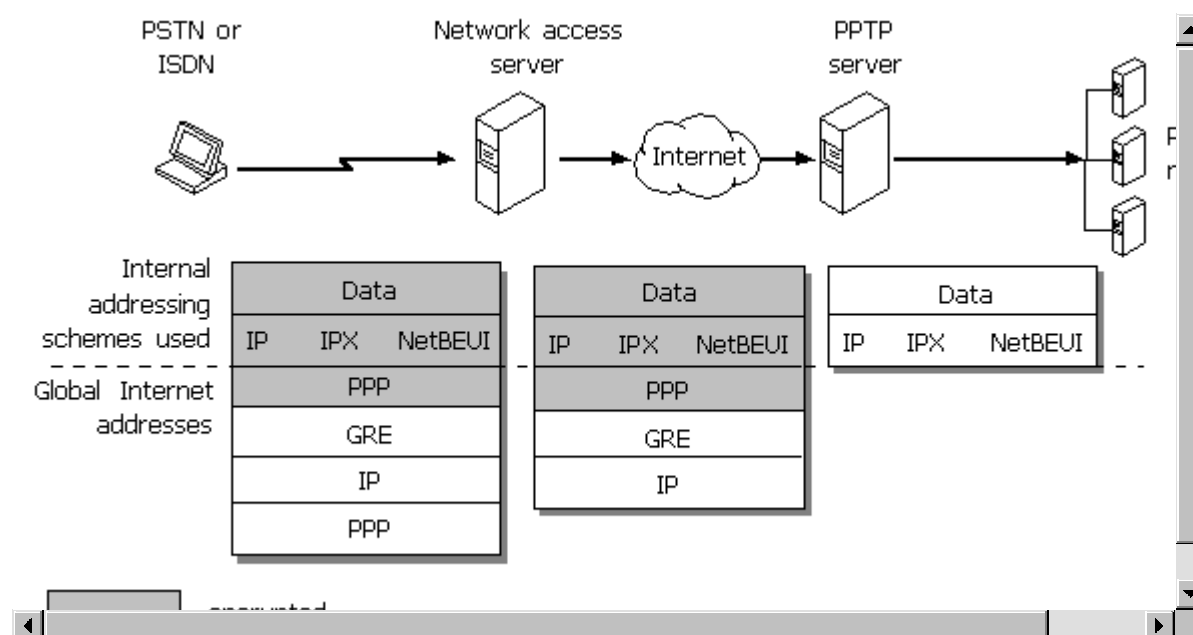 PSTN or
ISDN
Network access
server
PPTP
server
Internet
Internal
addressing
schemes used
Data
IP IPX NetBEUI
PPP
GRE
IP
PPP
Data
IP IPX NetBEUI
PPP
GRE
IP
Data
IP IPX NetBEUI
Global Internet
addresses
encrypted